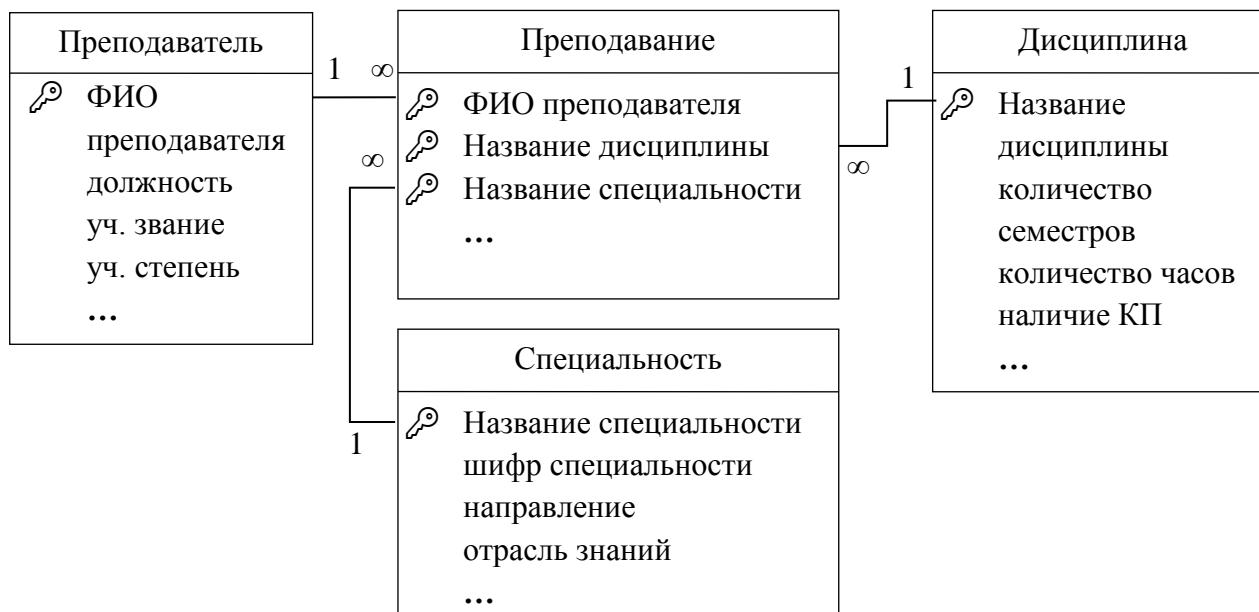 Преподаватель
ФИО
преподавателя
должность
уч. звание
уч. степень
...
1
∞
Преподавание
ФИО преподавателя
Название дисциплины
Название специальности
...
∞
1
∞
1
Дисциплина
Название
дисциплины
количество
семестров
количество часов
наличие КП
...
Специальность
Название специальности
шифр специальности
направление
отрасль знаний
...